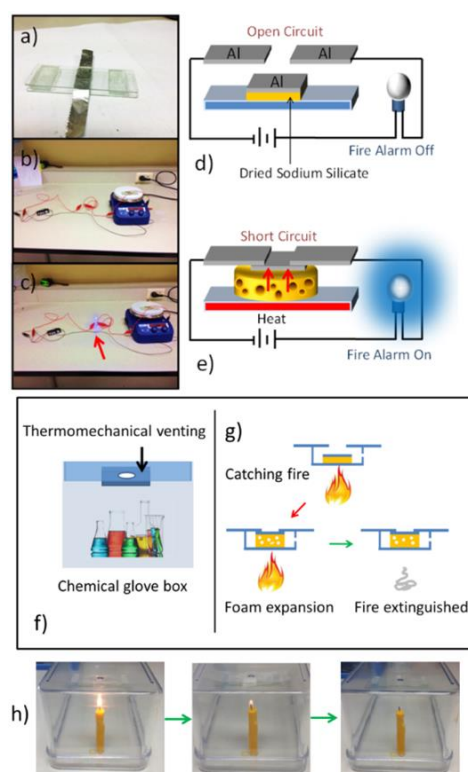 a)
b)
c)
Open Circuit
Al
Al
Al
Fire Alarm Off
d)
Dried Sodium Silicate
Short Circuit
Heat
e)
Fire Alarm On
Thermomechanical venting
Chemical glove box
f)
g)
Catching fire
Foam expansion
Fire extinguished
h)